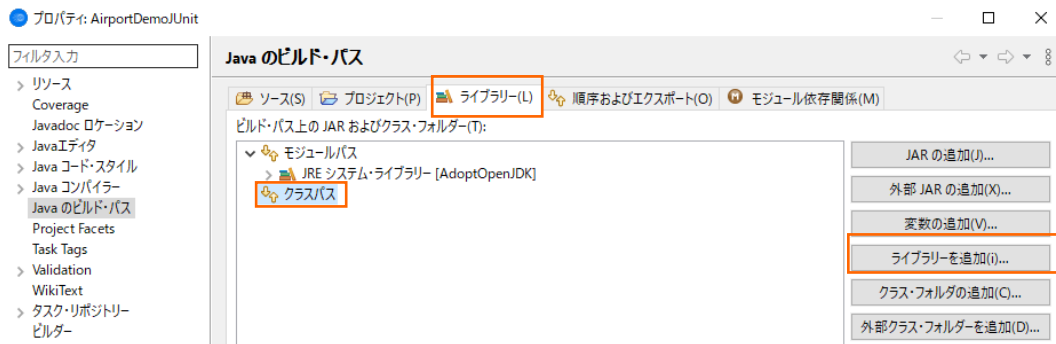 プロパティ: AirportDemoJUnit
フィルタ入力
リソース
Coverage
Javadoc ロケーション
Javaエディタ
Java コード・スタイル
Java コンパイラー
Java のビルド・パス
Project Facets
Task Tags
Validation
WikiText
タスク・リポジトリー
ビルダー
Java のビルド・パス
ソース(S) プロジェクト(P) ライブラリー(L) 順序およびエクスポート(O) モジュール依存関係(M)
ビルド・パス上の JAR およびクラス・フォルダー(T):
モジュールパス
JRE システム・ライブラリー [AdoptOpenJDK]
クラスパス
JAR の追加(J)...
外部 JAR の追加(X)...
変数の追加(V)...
ライブラリーを追加(i)...
クラス・フォルダの追加(C)...
外部クラス・フォルダーを追加(D)...